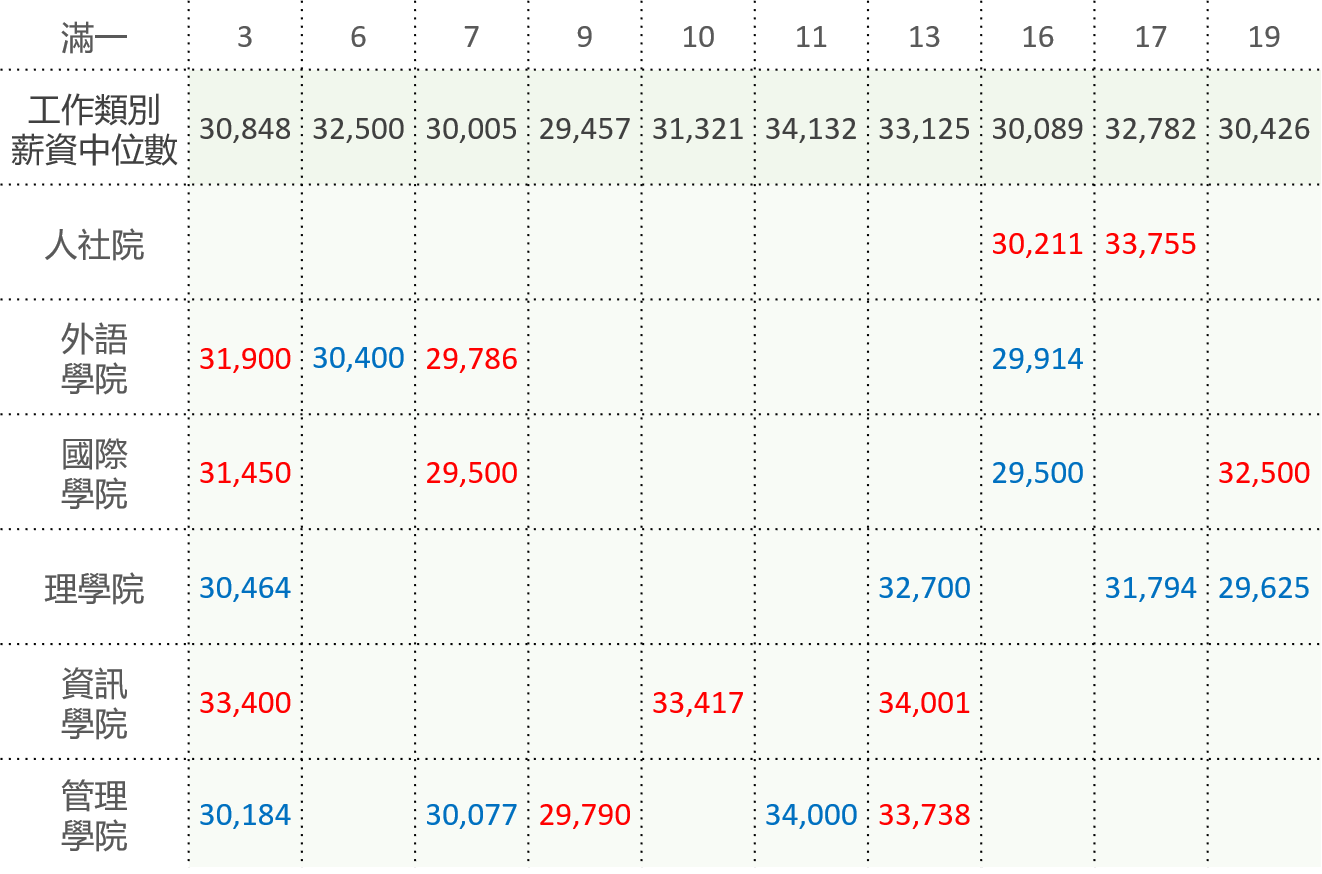 滿一 3 6 7 9 10 11 13 16 17 19
工作類別
薪資中位數 30,848 32,500 30,005 29,457 31,321 34,132 33,125 30,089 32,782 30,426
人社院 30,211 33,755
外語
學院 31,900 30,400 29,786 29,914
國際
學院 31,450 29,500 29,500 32,500
理學院 30,464 32,700 31,794 29,625
資訊
學院 33,400 33,417 34,001
管理
學院 30,184 30,077 29,790 34,000 33,738